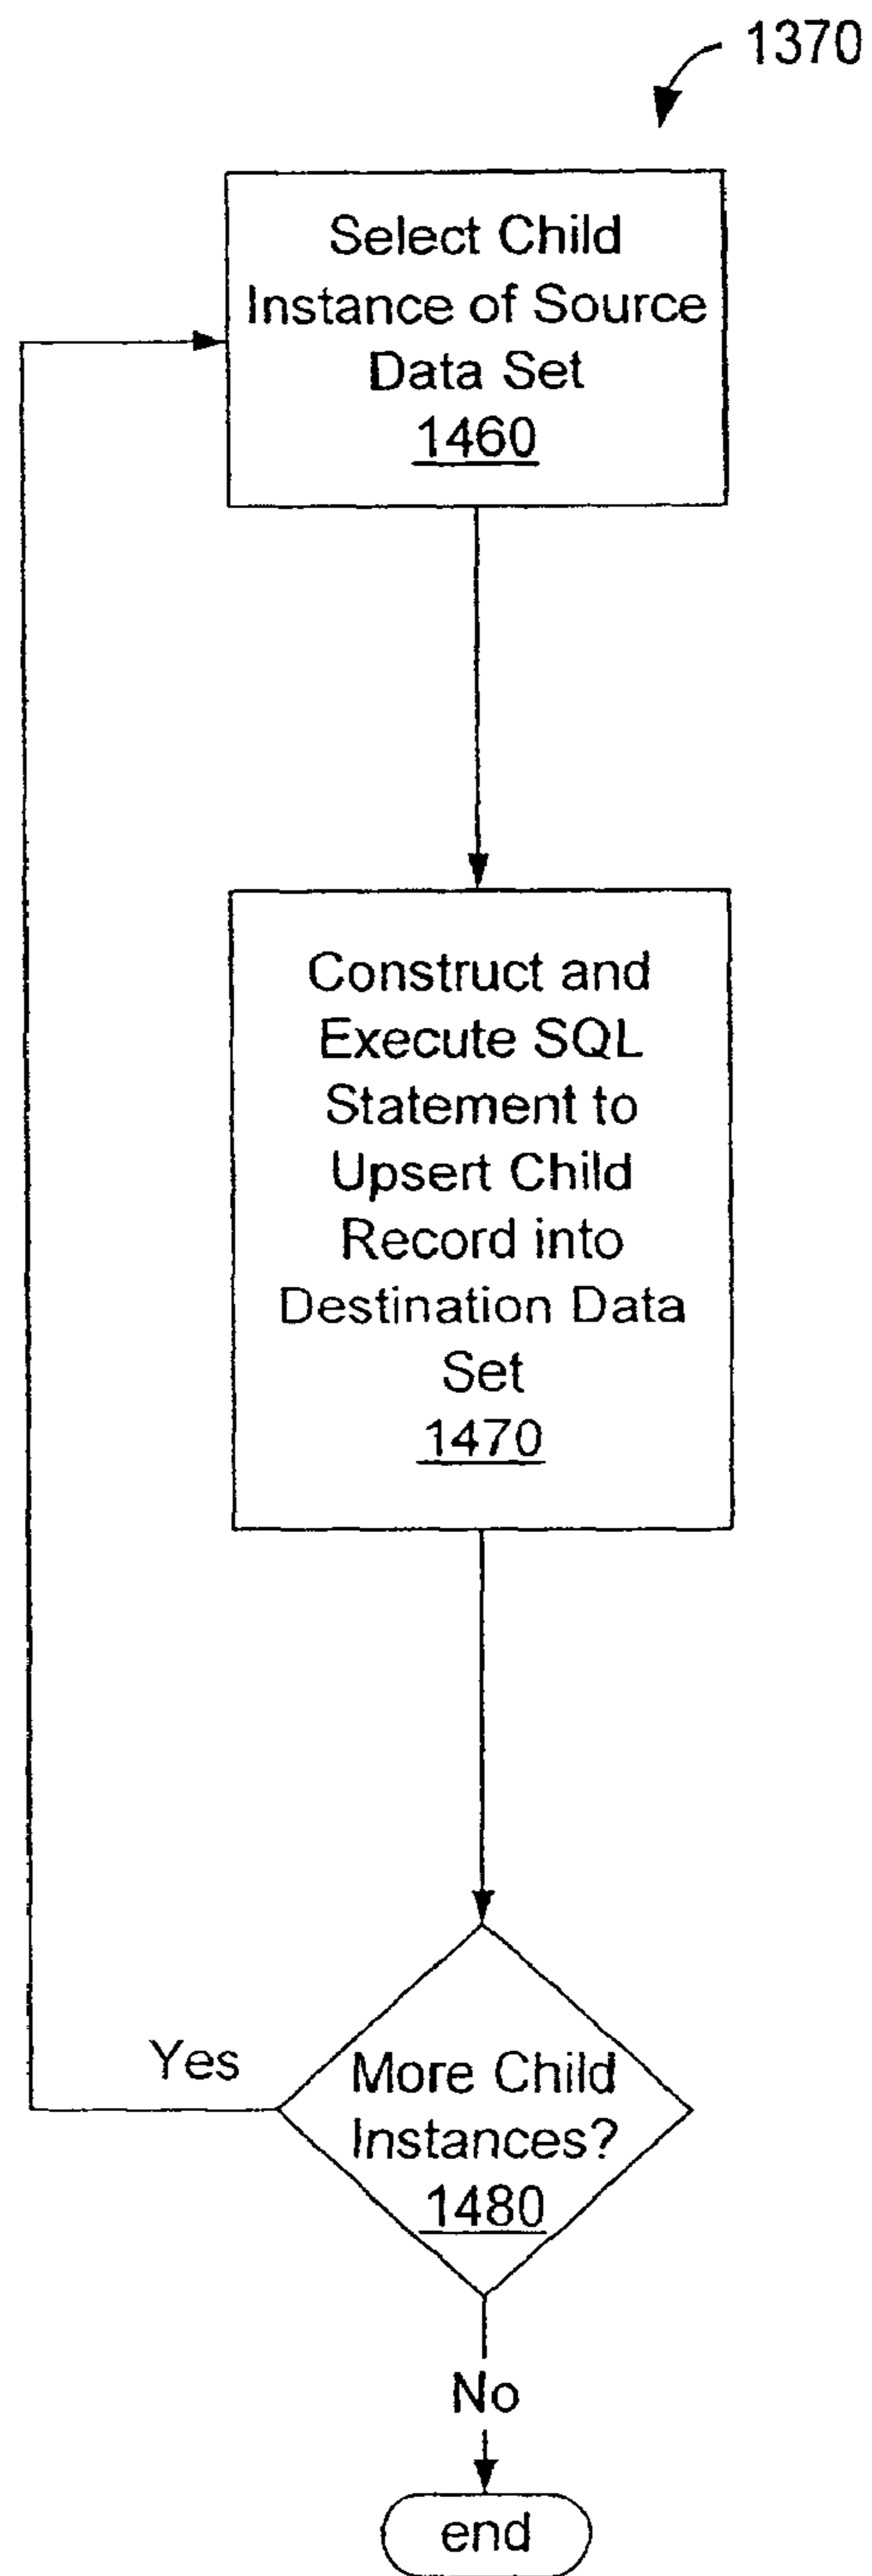 1370
Select Child
Instance of Source
Data Set
1460
Construct and
Execute SQL
Statement to
Upsert Child
Record into
Destination Data
Set
1470
Yes
More Child
Instances?
1480
No
end